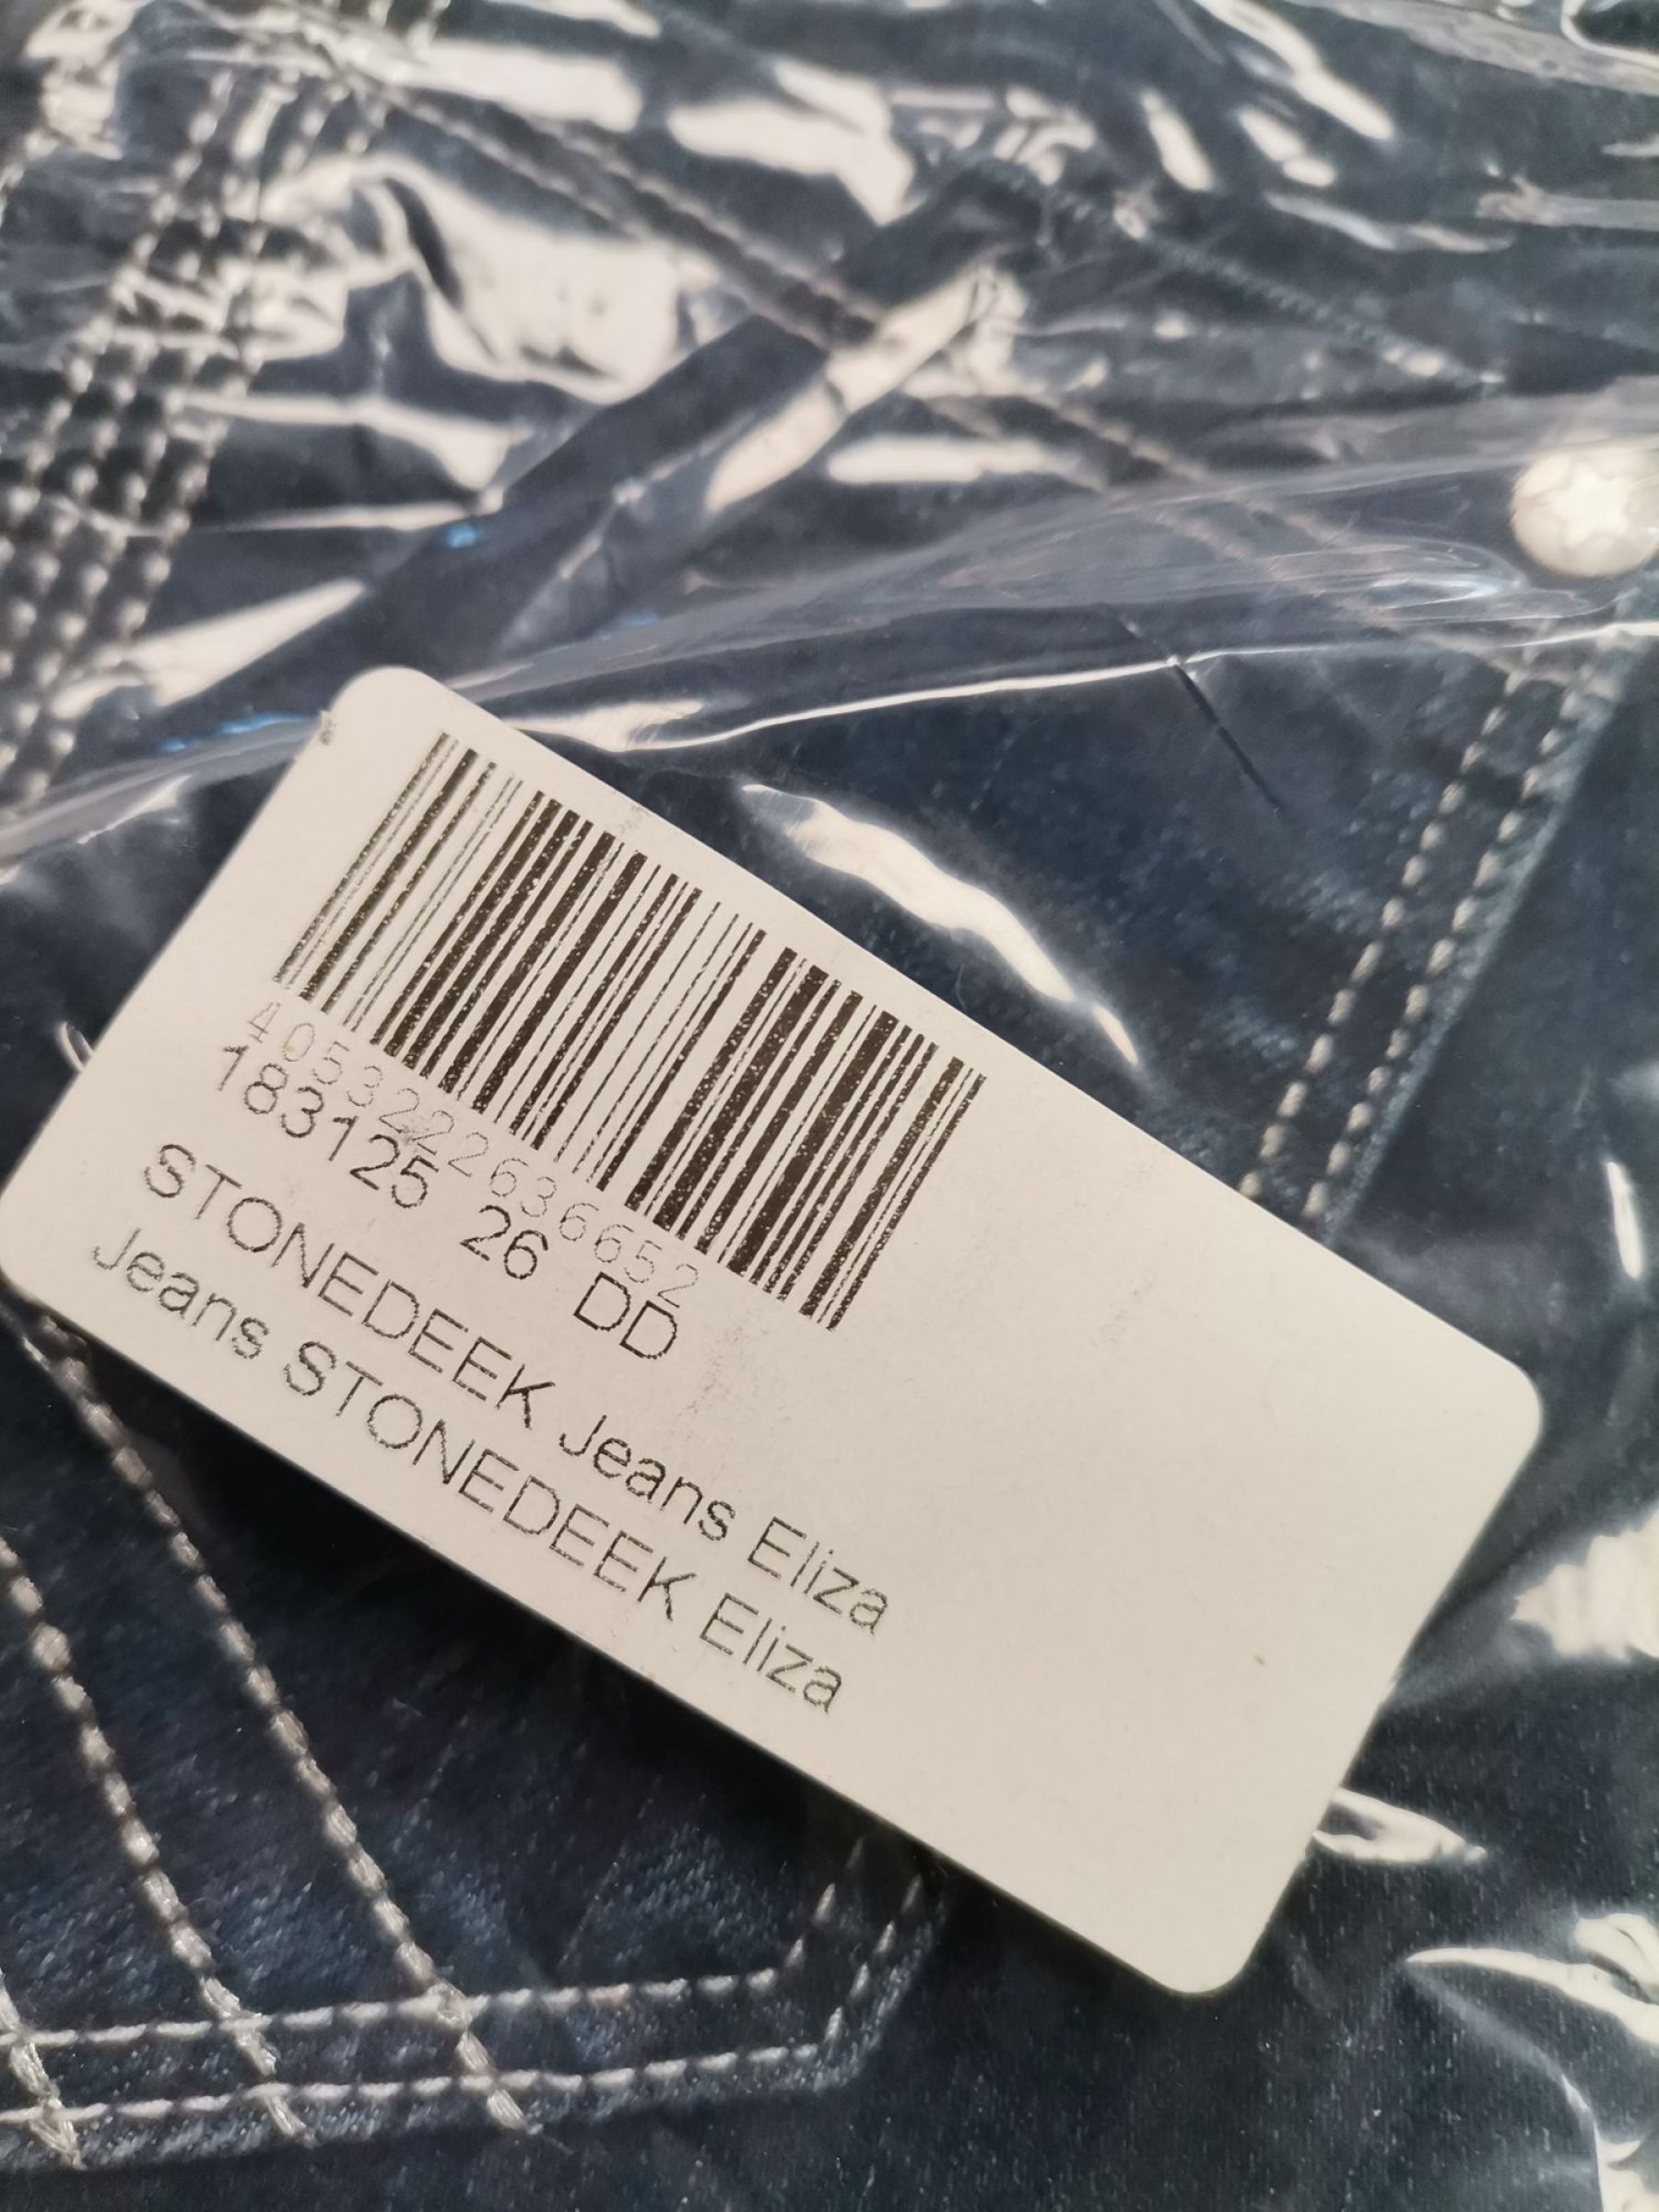 4053222636652
183125 26 DD
STONEDEEK Jeans Eliza
Jeans STONEDEEK Eliza